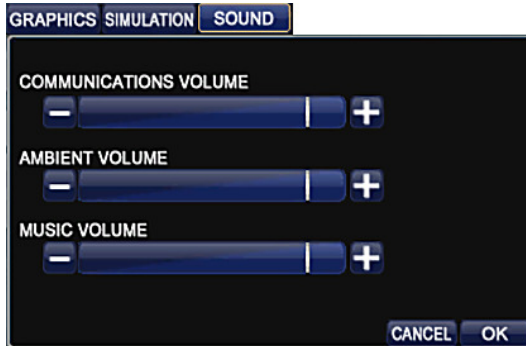 GRAPHICS SIMULATION SOUND
COMMUNICATIONS VOLUME
AMBIENT VOLUME
MUSIC VOLUME
CANCEL OK